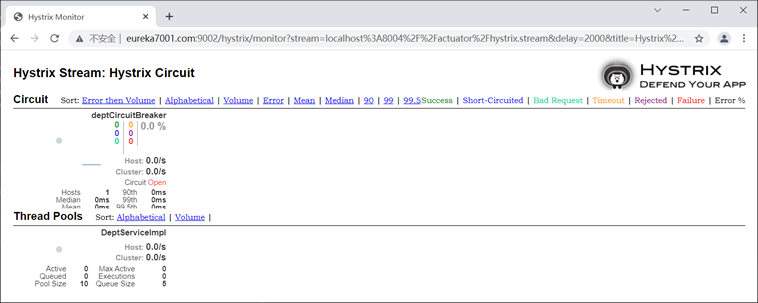 Hystrix Monitor
不安全 | eureka7001.com:9002/hystrix/monitor?stream=localhost%3A8004%2F%2Factuator%2Fhystrix.stream&delay=2000&title=Hystrix%2...
Hystrix Stream: Hystrix Circuit
HYSTRIX
DEFEND YOUR APP
Circuit Sort: Error then Volume | Alphabetical | Volume | Error | Mean | Median | 90 | 99 | 99.5 Success | Short-Circuited | Bad Request | Timeout | Rejected | Failure | Error %
deptCircuitBreaker
0 0 0.0 %
0 0
0 0
Host: 0.0/s
Cluster: 0.0/s
Circuit Open
Hosts 1 90th 0ms
Median 0ms 99th 0ms
Mean 0ms 99.5th 0ms
Thread Pools Sort: Alphabetical | Volume |
DeptServiceImpl
Host: 0.0/s
Cluster: 0.0/s
Active 0 Max Active 0
Queued 0 Executions 0
Pool Size 10 Queue Size 5